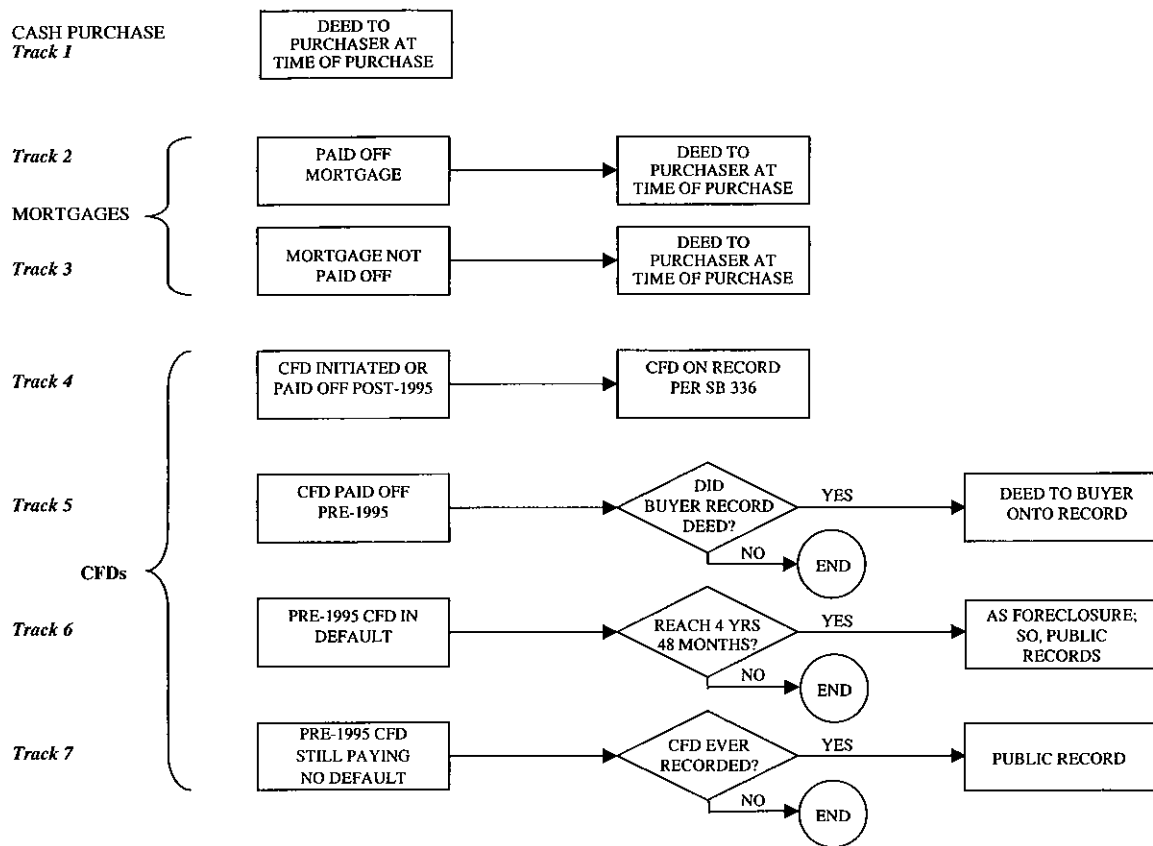 CASH PURCHASE
Track 1
DEED TO
PURCHASER AT
TIME OF PURCHASE
Track 2
MORTGAGES
Track 3
PAID OFF
MORTGAGE
DEED TO
PURCHASER AT
TIME OF PURCHASE
MORTGAGE NOT
PAID OFF
DEED TO
PURCHASER AT
TIME OF PURCHASE
Track 4
CFD INITIATED OR
PAID OFF POST-1995
CFD ON RECORD
PER SB 336
Track 5
CFD PAID OFF
PRE-1995
DID
BUYER RECORD
DEED?
YES
DEED TO BUYER
ONTO RECORD
NO
END
CFDs
Track 6
PRE-1995 CFD IN
DEFAULT
REACH 4 YRS
48 MONTHS?
YES
AS FORECLOSURE;
SO, PUBLIC
RECORDS
NO
END
Track 7
PRE-1995 CFD
STILL PAYING
NO DEFAULT
CFD EVER
RECORDED?
YES
PUBLIC RECORD
NO
END